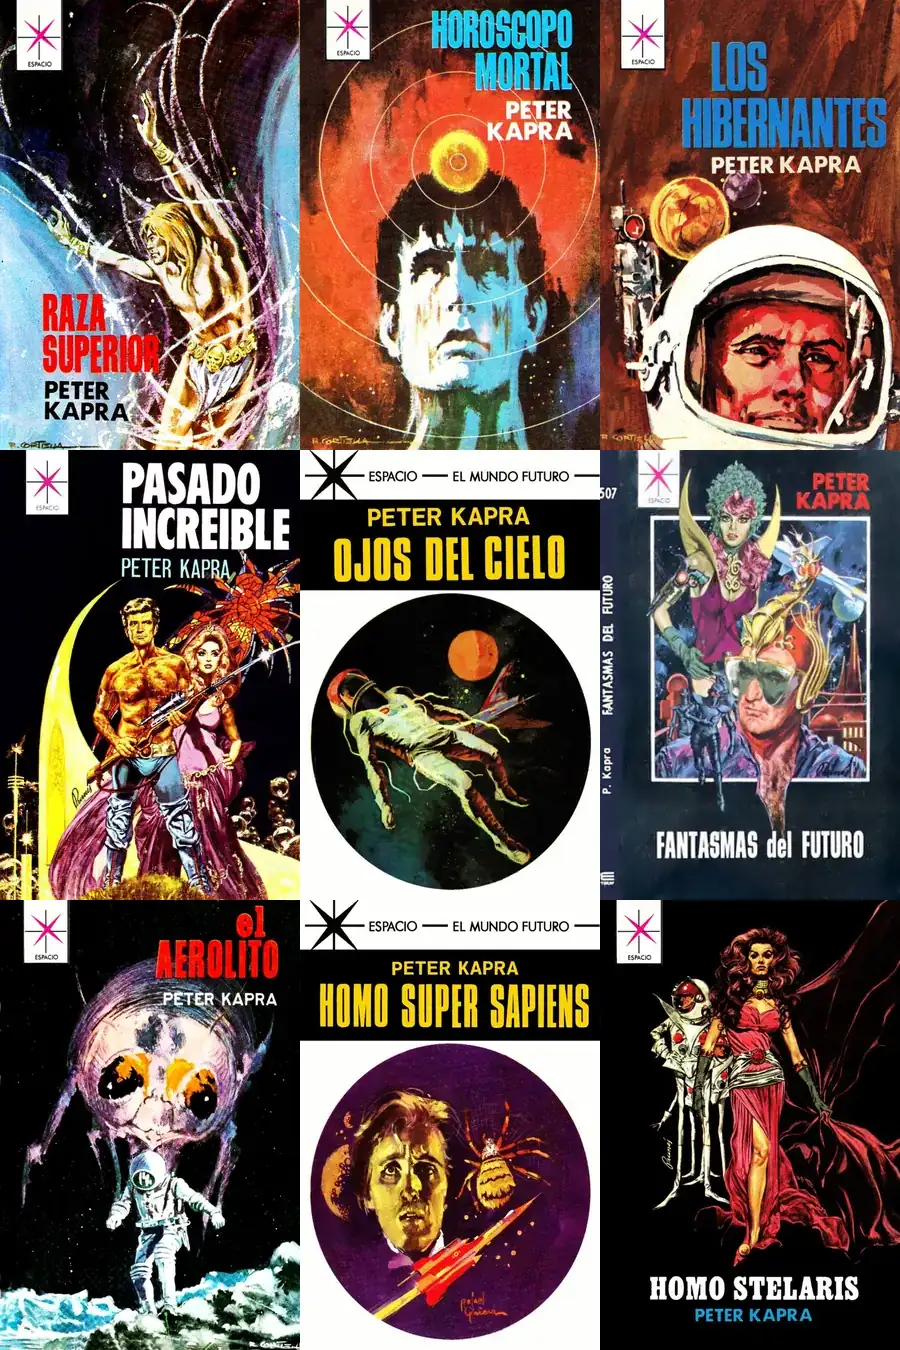 ESPACIO
RAZA
SUPERIOR
PETER
KAPRA
R. CORTIELLA
ESPACIO
HOROSCOPO
MORTAL
PETER
KAPRA
R. CORTIELLA
ESPACIO
LOS
HIBERNANTES
PETER KAPRA
R. CORTIELLA
ESPACIO
PASADO
INCREIBLE
PETER KAPRA
ESPACIO — EL MUNDO FUTURO —
PETER KAPRA
OJOS DEL CIELO
507
P. Kapra FANTASMAS DEL FUTURO
ESPACIO
PETER
KAPRA
FANTASMAS del FUTURO
ESPACIO
el
AEROLITO
PETER KAPRA
ESPACIO — EL MUNDO FUTURO —
PETER KAPRA
HOMO SUPER SAPIENS
ESPACIO
HOMO STELARIS
PETER KAPRA